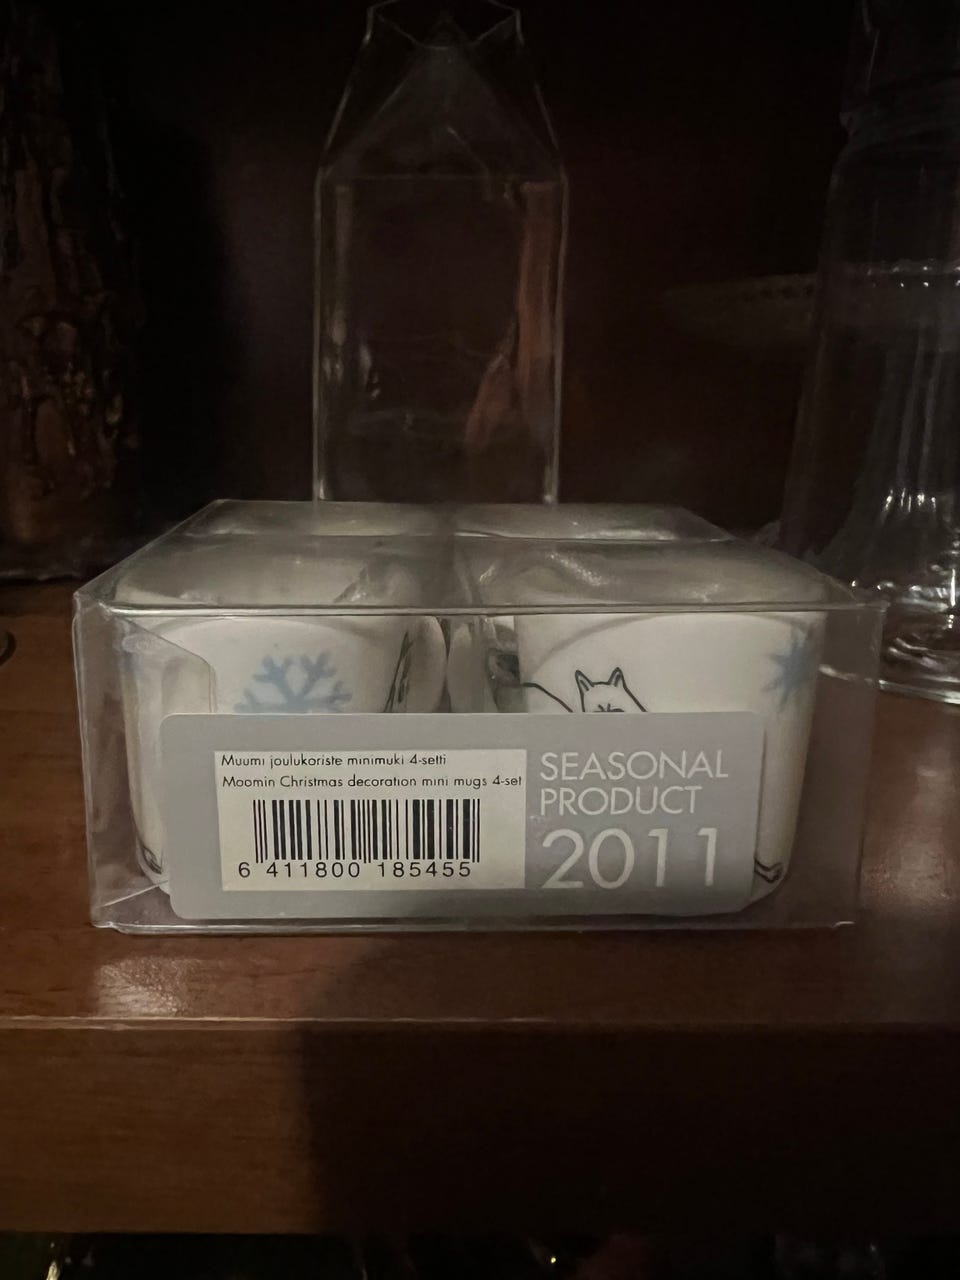 Muumi joulukoriste minimuki 4-setti
Moomin Christmas decoration mini mugs 4-set
6 411800 185455
SEASONAL
PRODUCT
2011